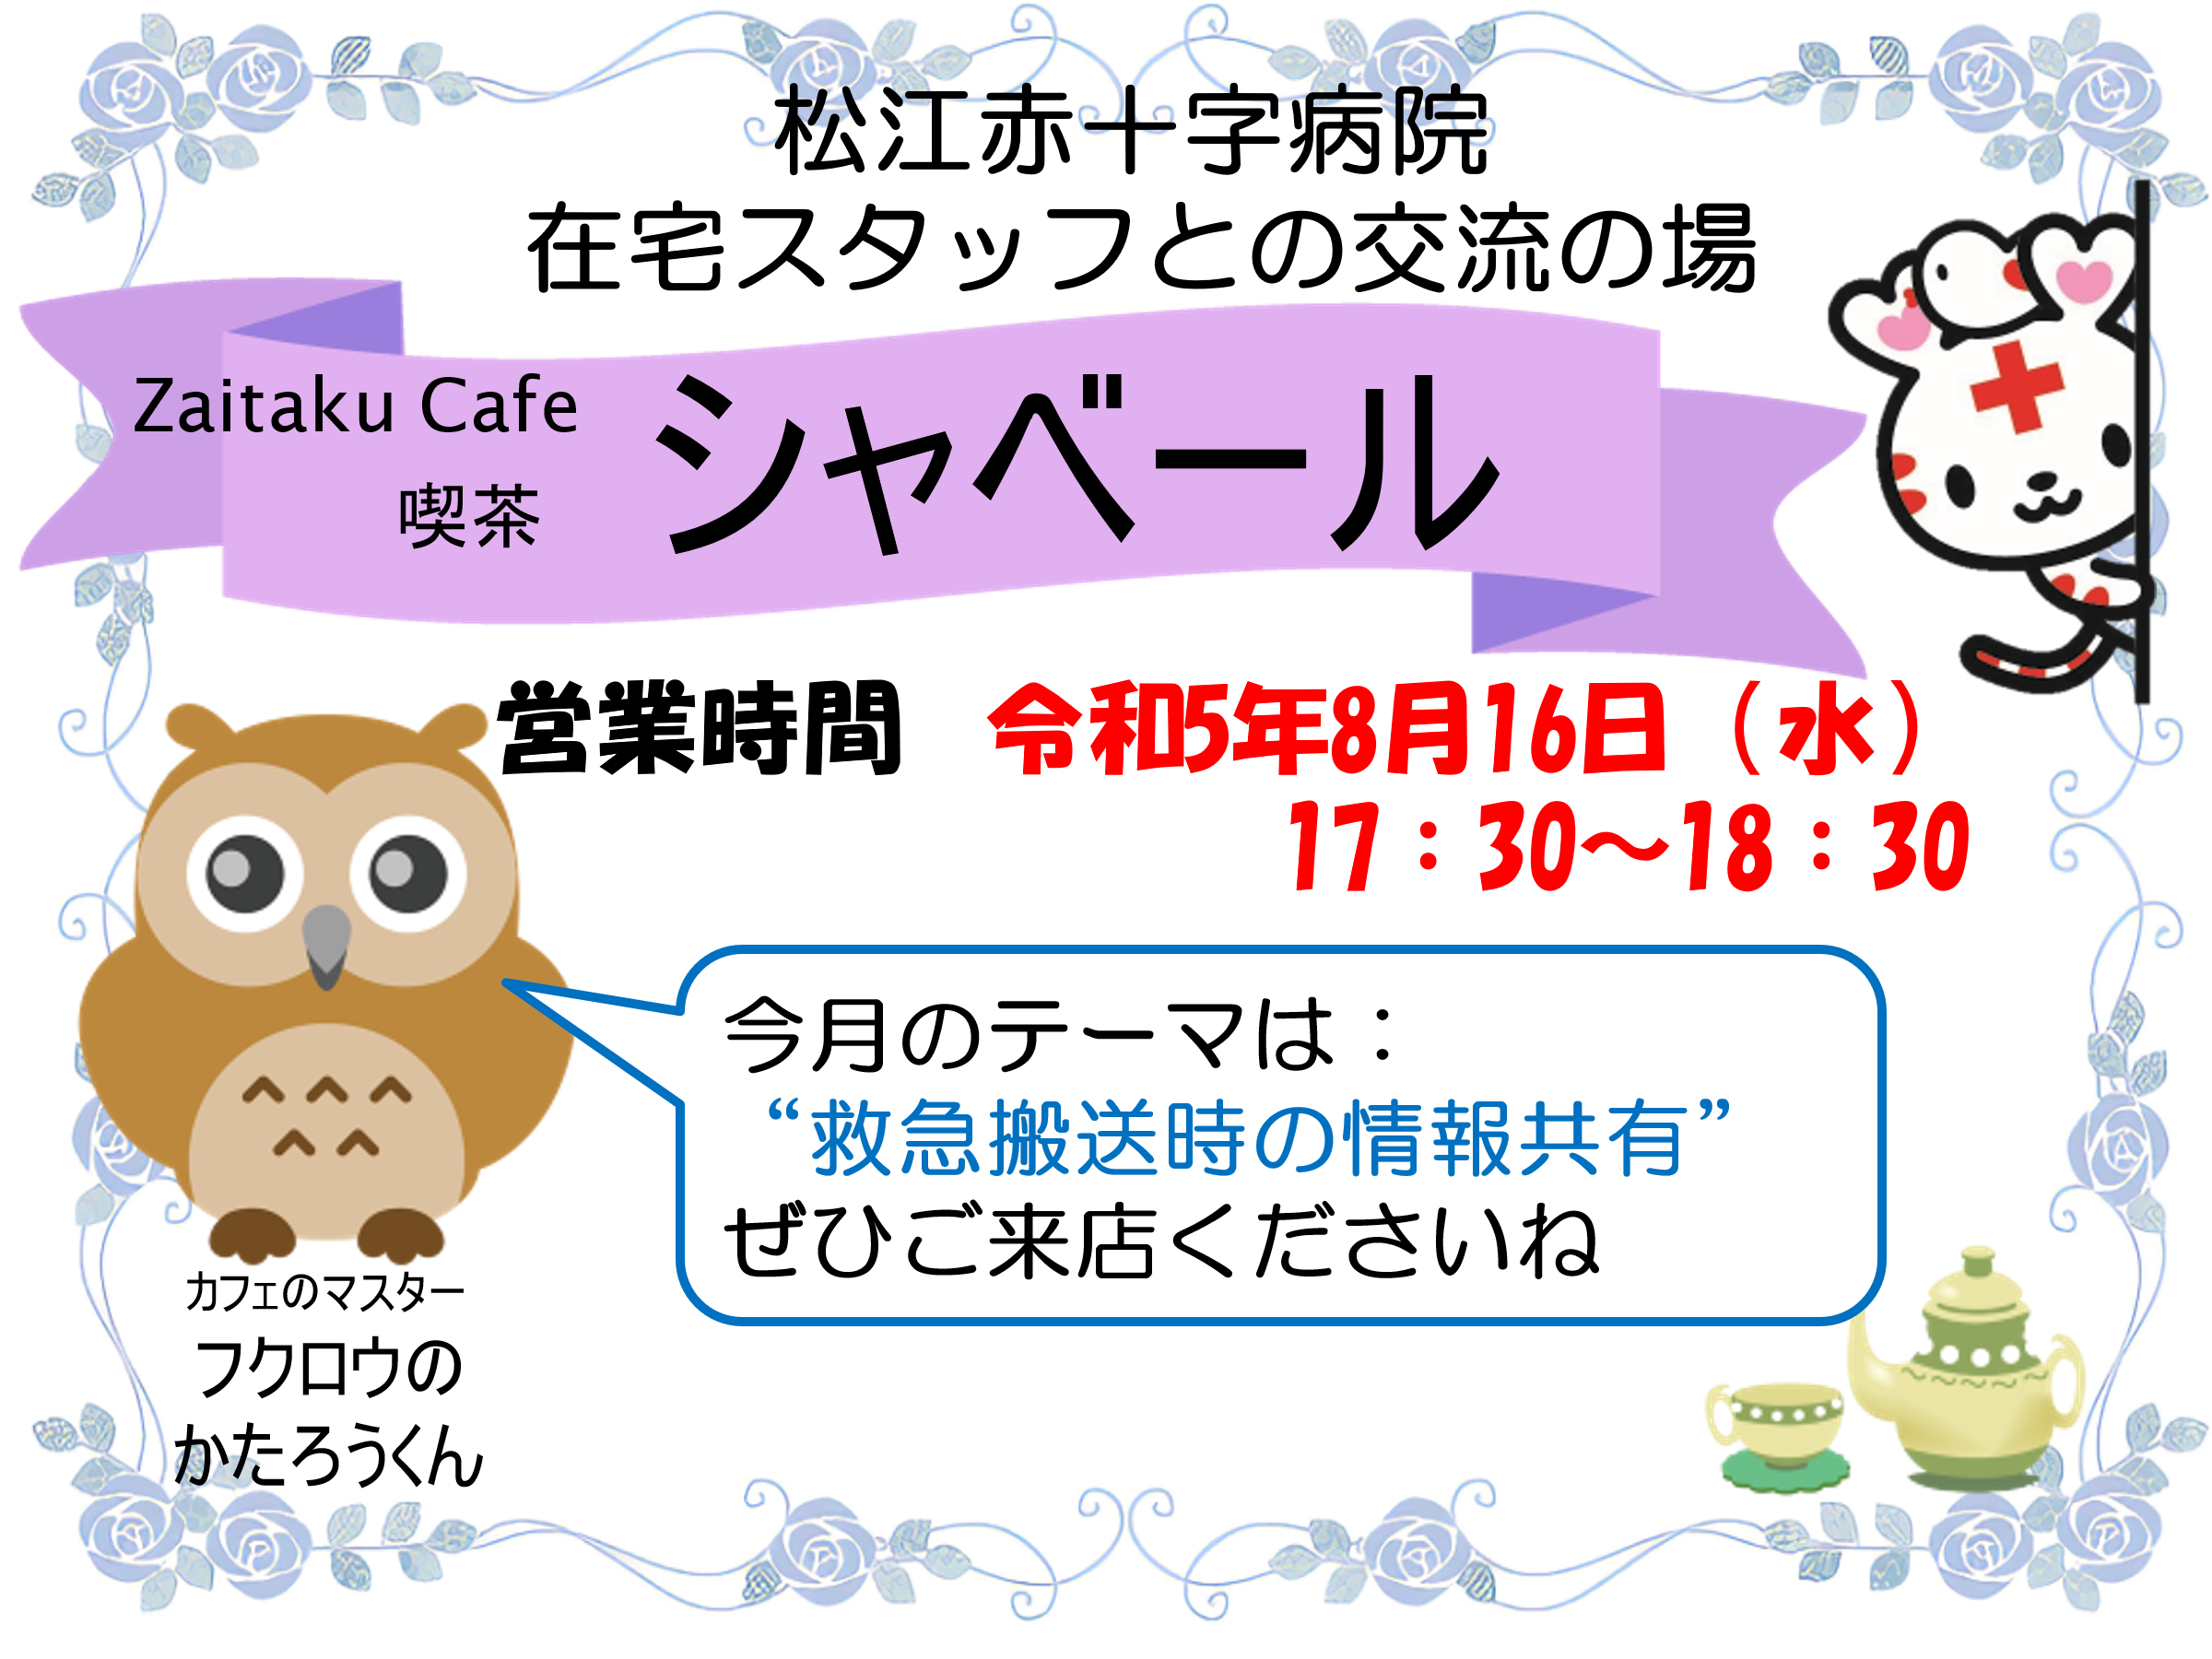 松江赤十字病院
在宅スタッフとの交流の場
Zaitaku Cafe
喫茶
シャベール
営業時間　令和5年8月16日（水）
17：30～18：30
今月のテーマは：
“救急搬送時の情報共有”
ぜひご来店くださいね
カフェのマスター
フクロウの
かたろうくん